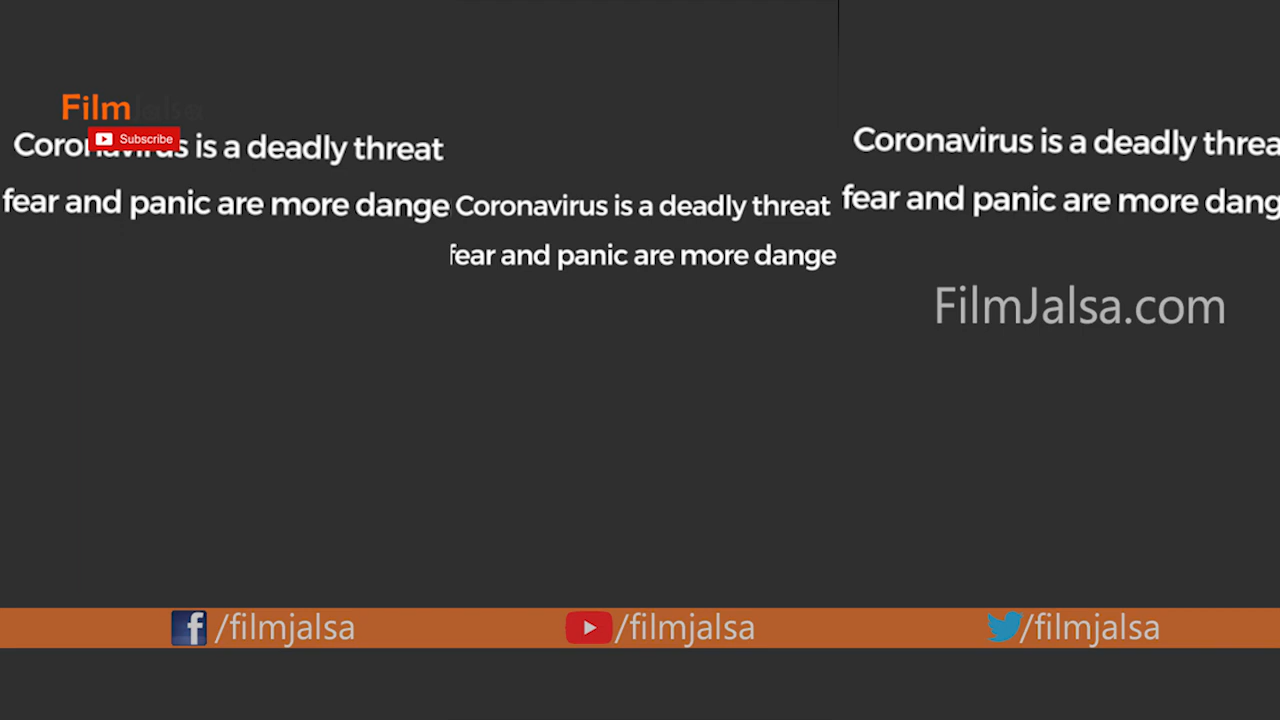 FilmJalsa
Subscribe
Coronavirus is a deadly threat
fear and panic are more dange
Coronavirus is a deadly threat
fear and panic are more dange
Coronavirus is a deadly threa
fear and panic are more dang
FilmJalsa.com
/filmjalsa
/filmjalsa
/filmjalsa